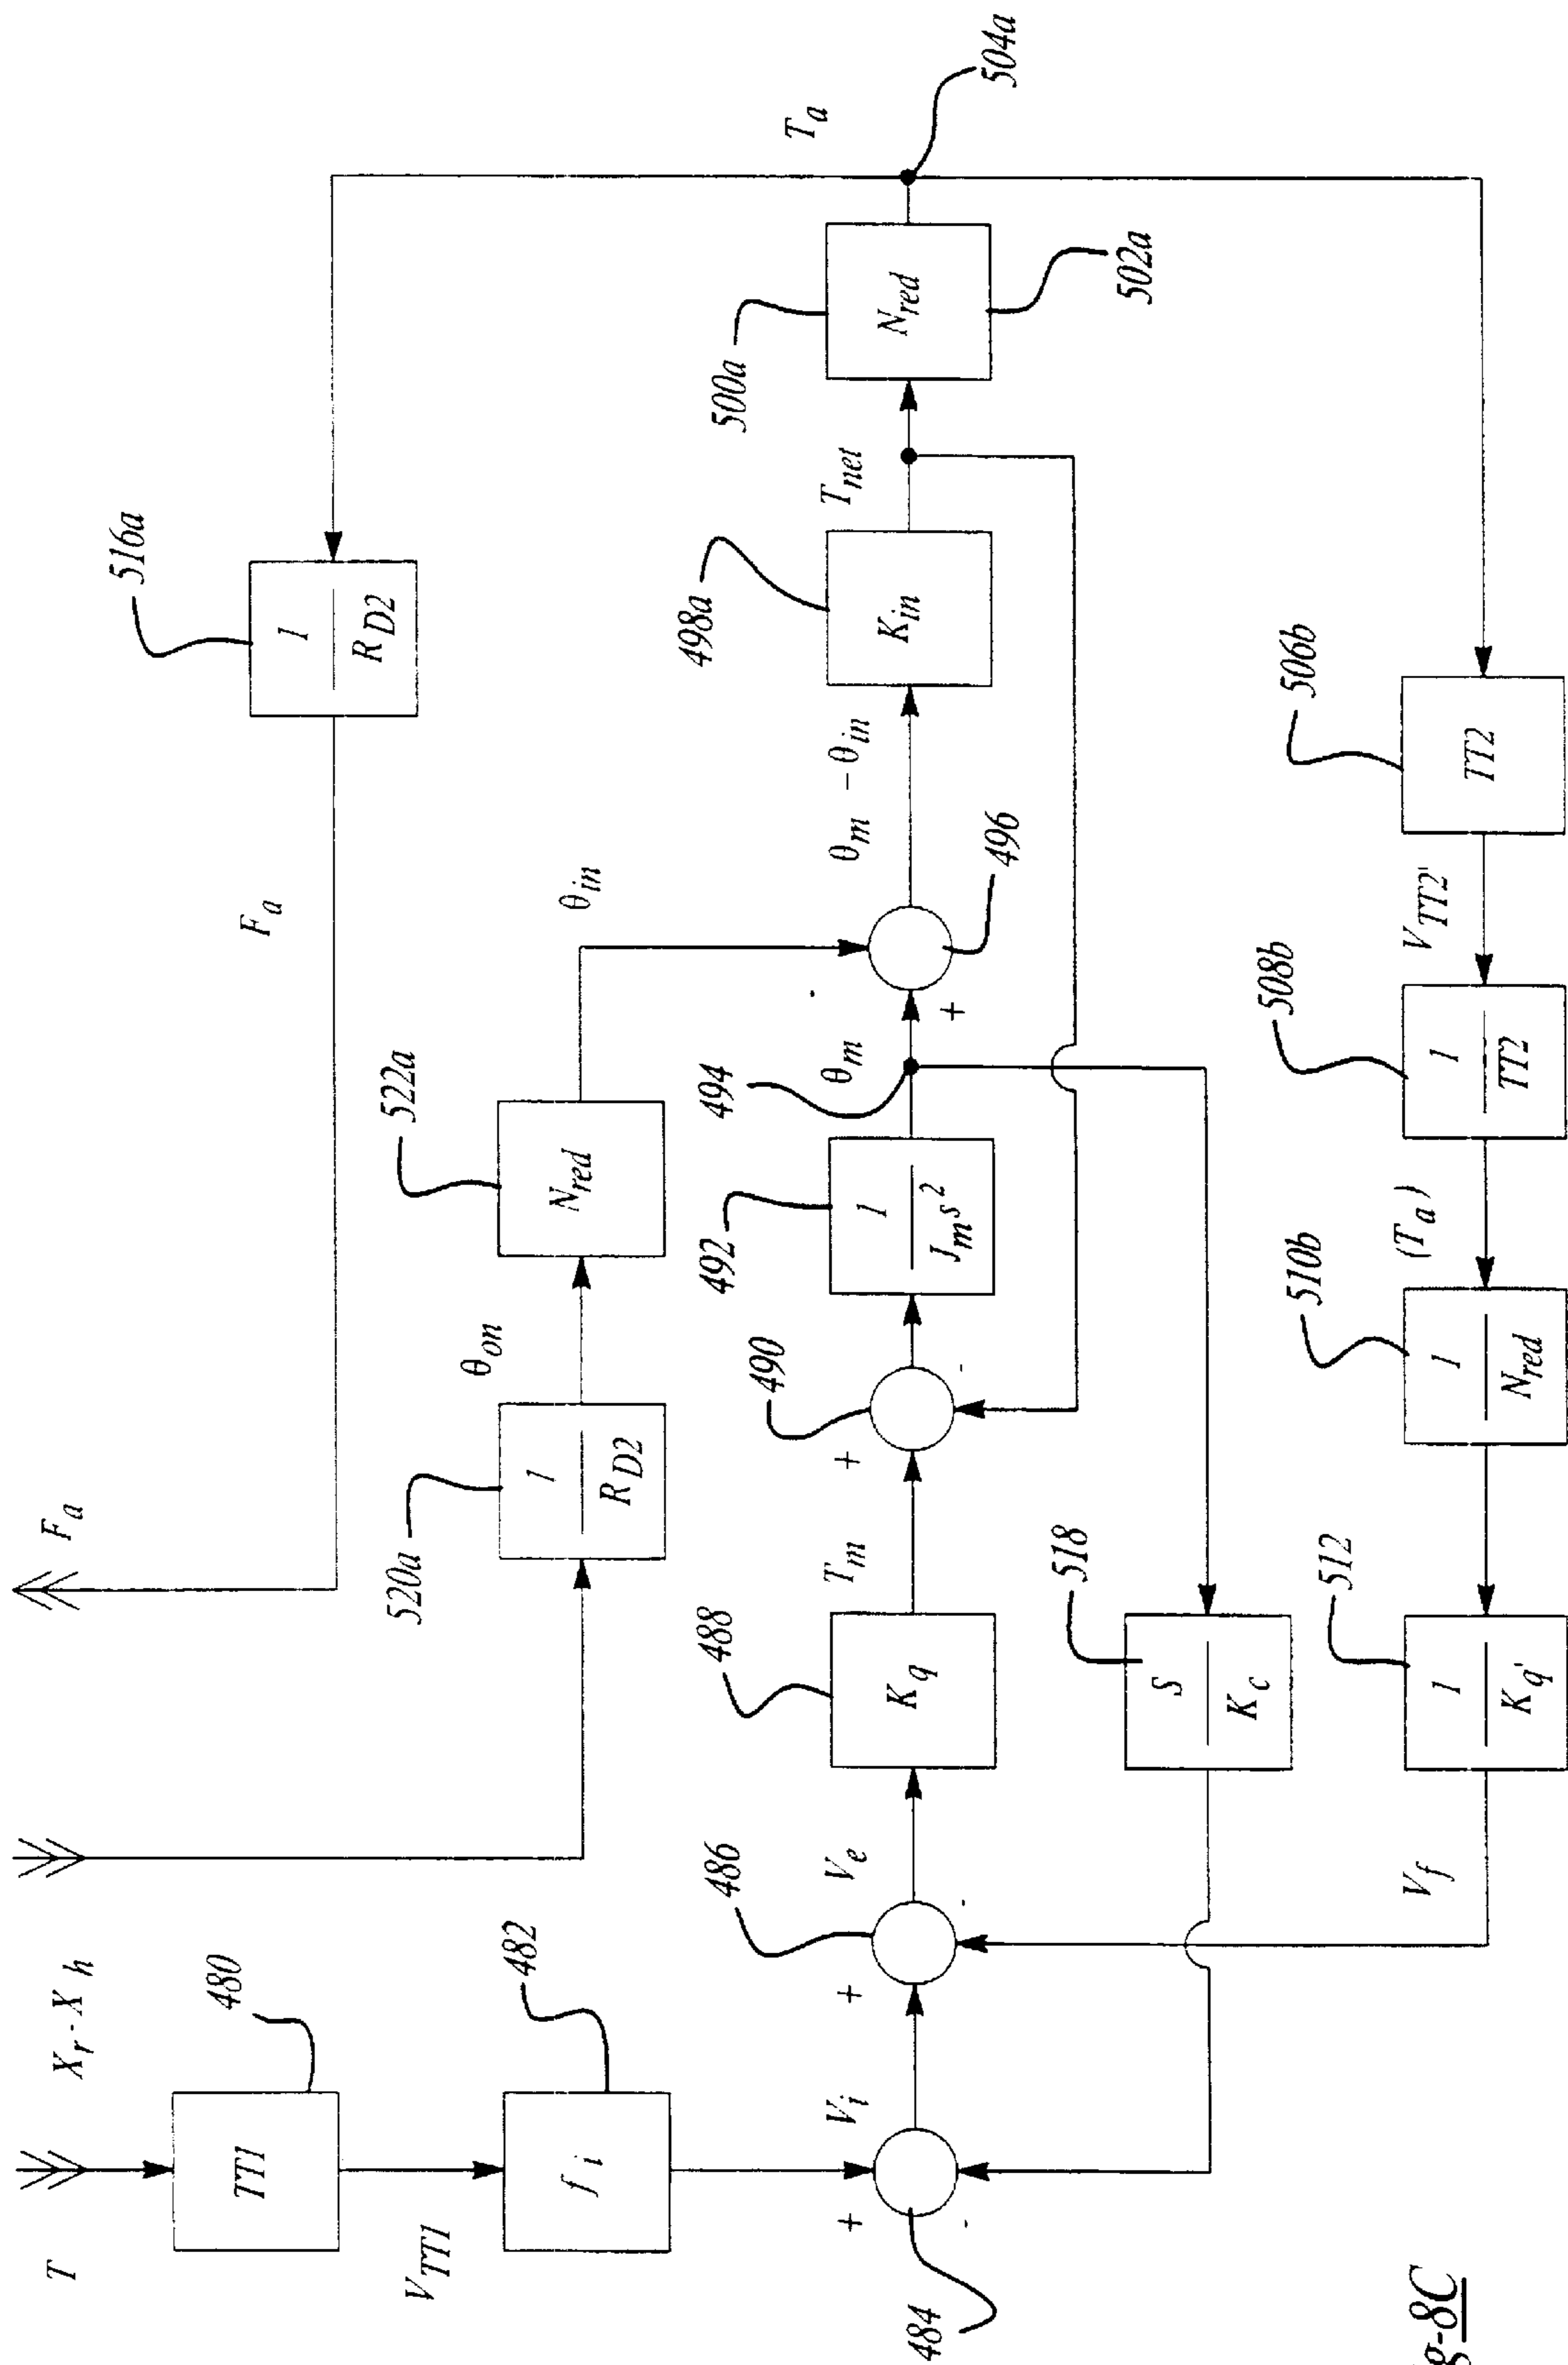 T
X_r - X_h
F_a
480
TT1
V_TT1
482
f_i
520a
1
R_D2
θ_on
522a
N_red
θ_in
F_a
516a
1
R_D2
484
+
-
V_i
486
+
-
V_e
488
K_q
T_m
490
+
-
492
1
J_m s^2
494
θ_m
+
-
496
θ_m - θ_in
498a
K_in
T_net
500a
N_red
502a
T_a
504a
518
S
K_c
V_f
512
1
K_q'
510b
1
N_red
(T_a)
508b
1
TT2
V_TT2'
506b
TT2
g-8C